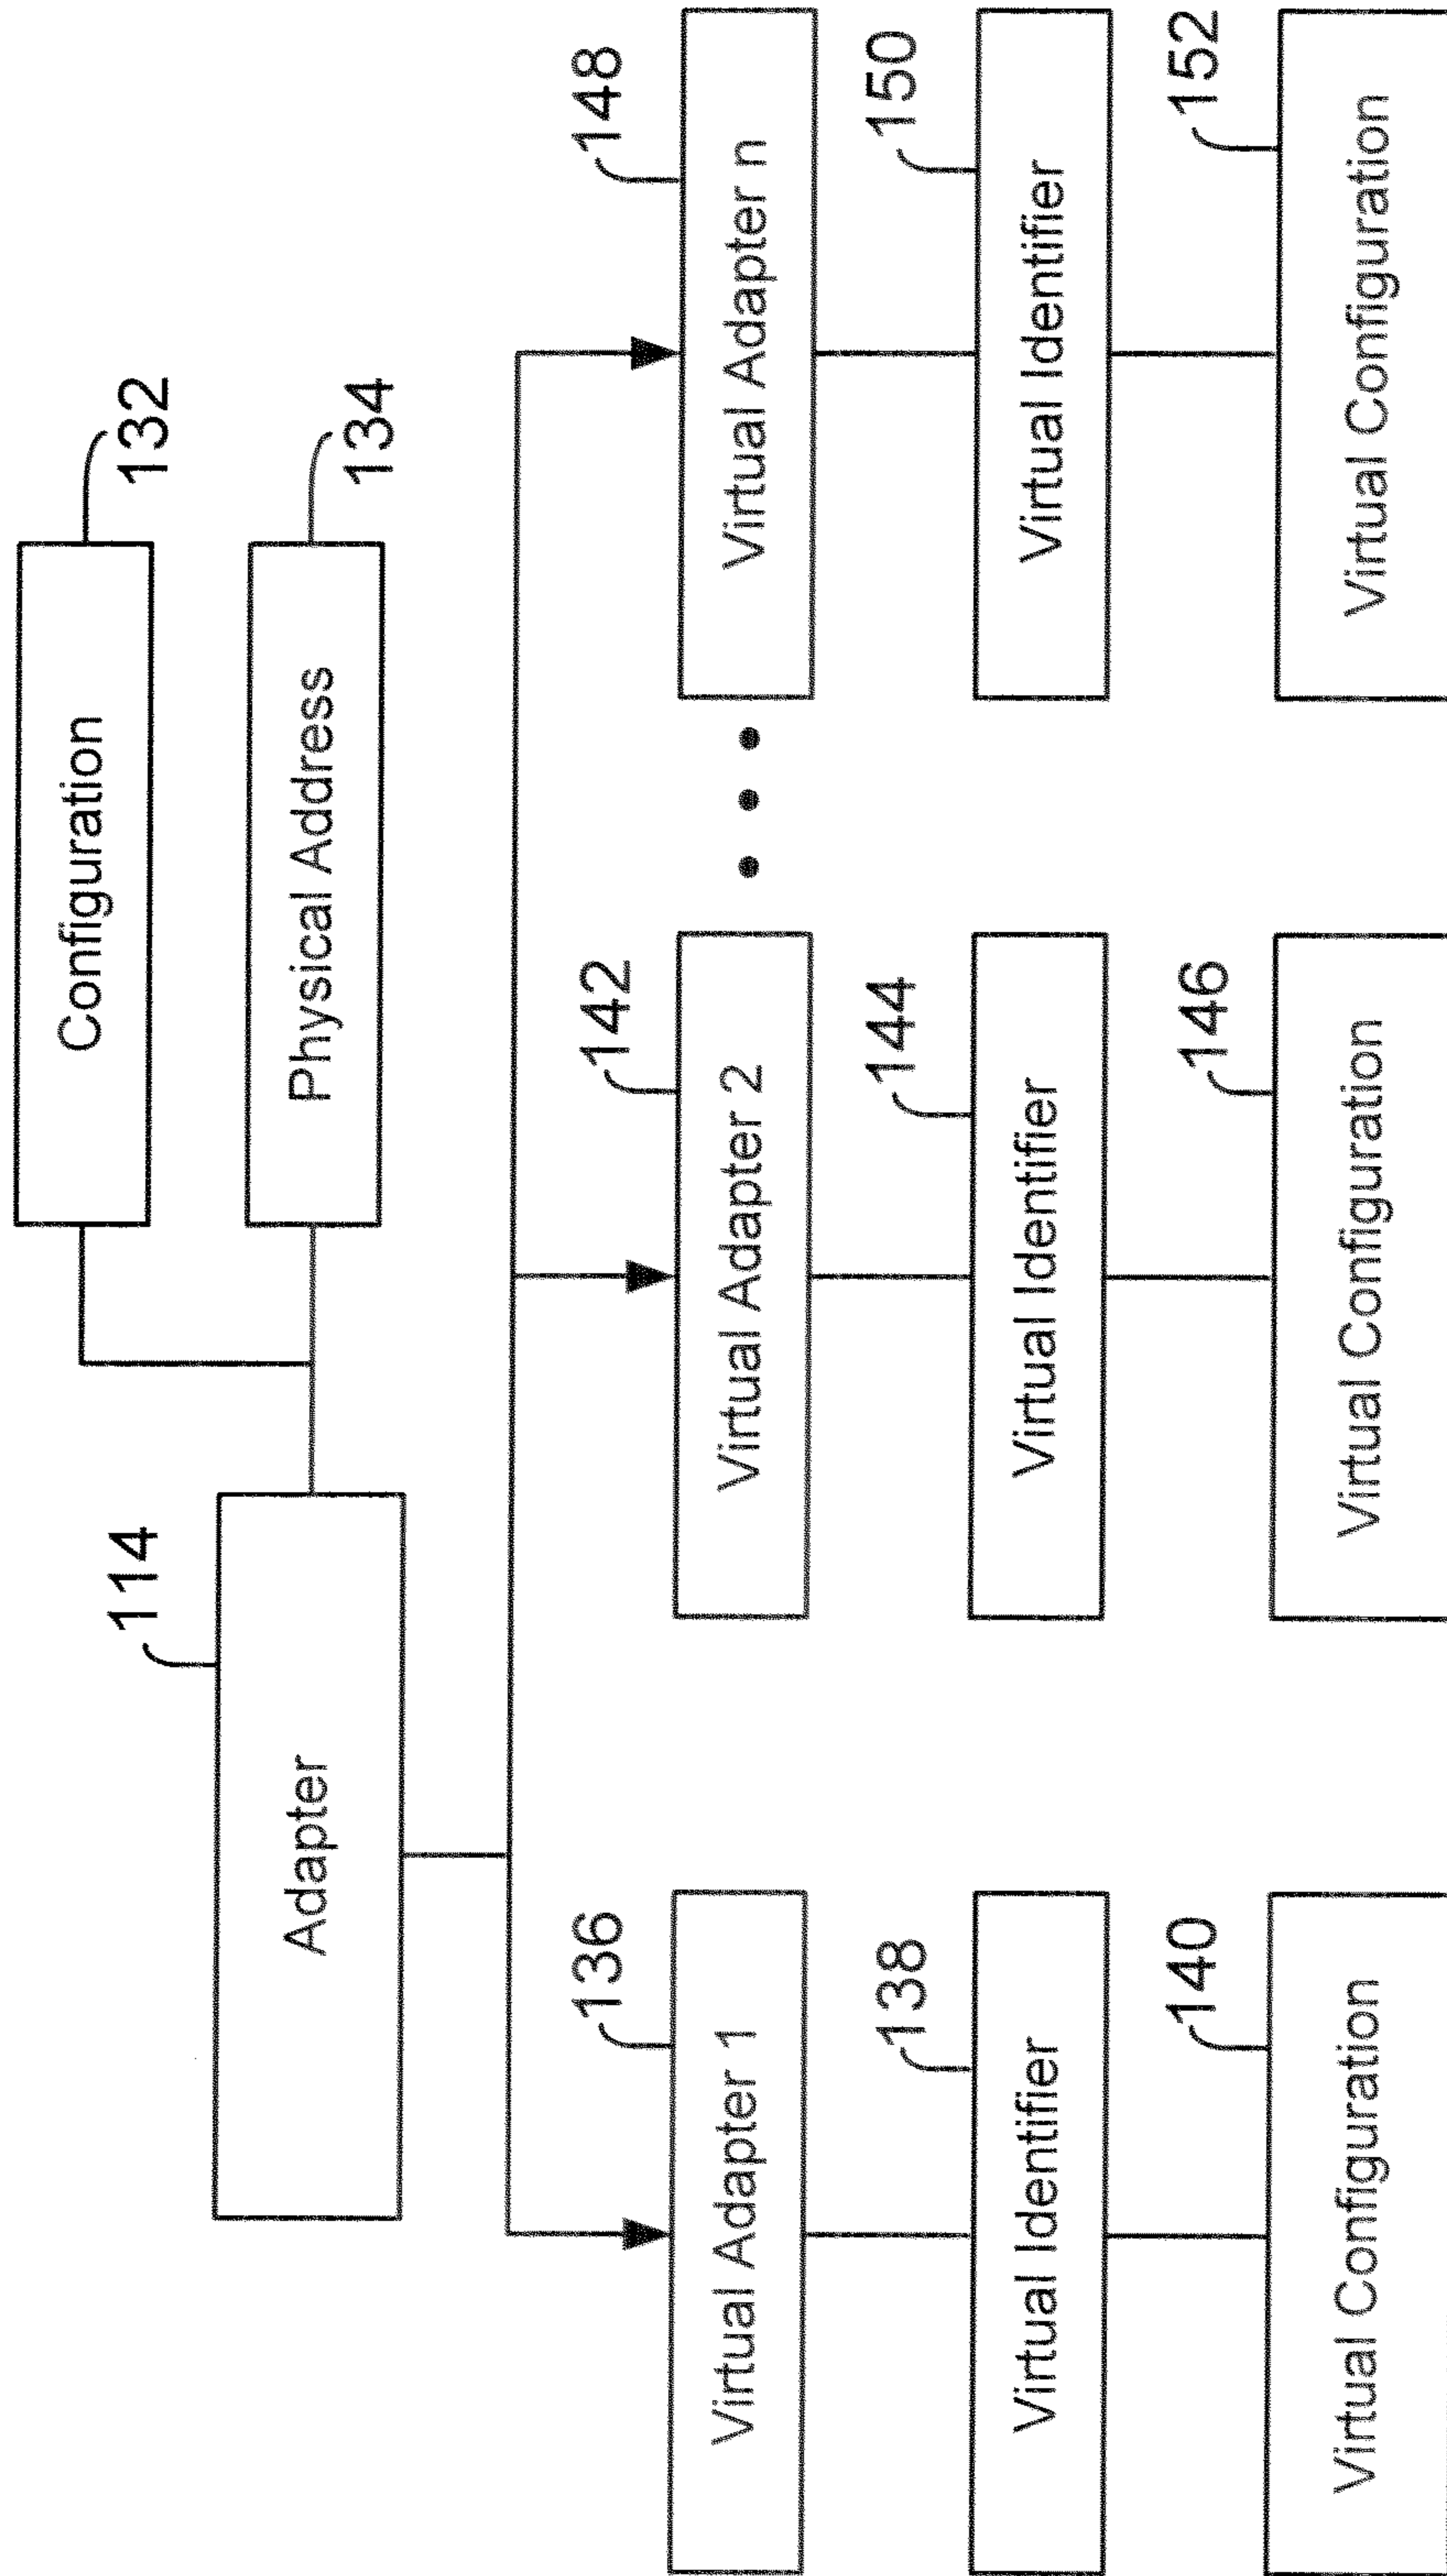 Configuration
132
114
Adapter
Physical Address
134
136
Virtual Adapter 1
142
Virtual Adapter 2
148
Virtual Adapter n
138
Virtual Identifier
144
Virtual Identifier
150
Virtual Identifier
140
Virtual Configuration
146
Virtual Configuration
152
Virtual Configuration